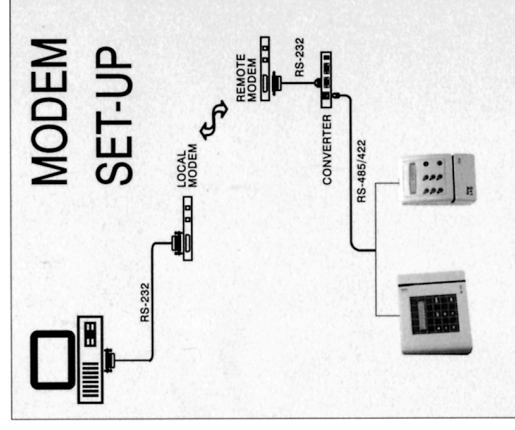 MODEM
SET-UP
RS-232
LOCAL
MODEM
REMOTE
MODEM
RS-232
CONVERTER
RS-485/422